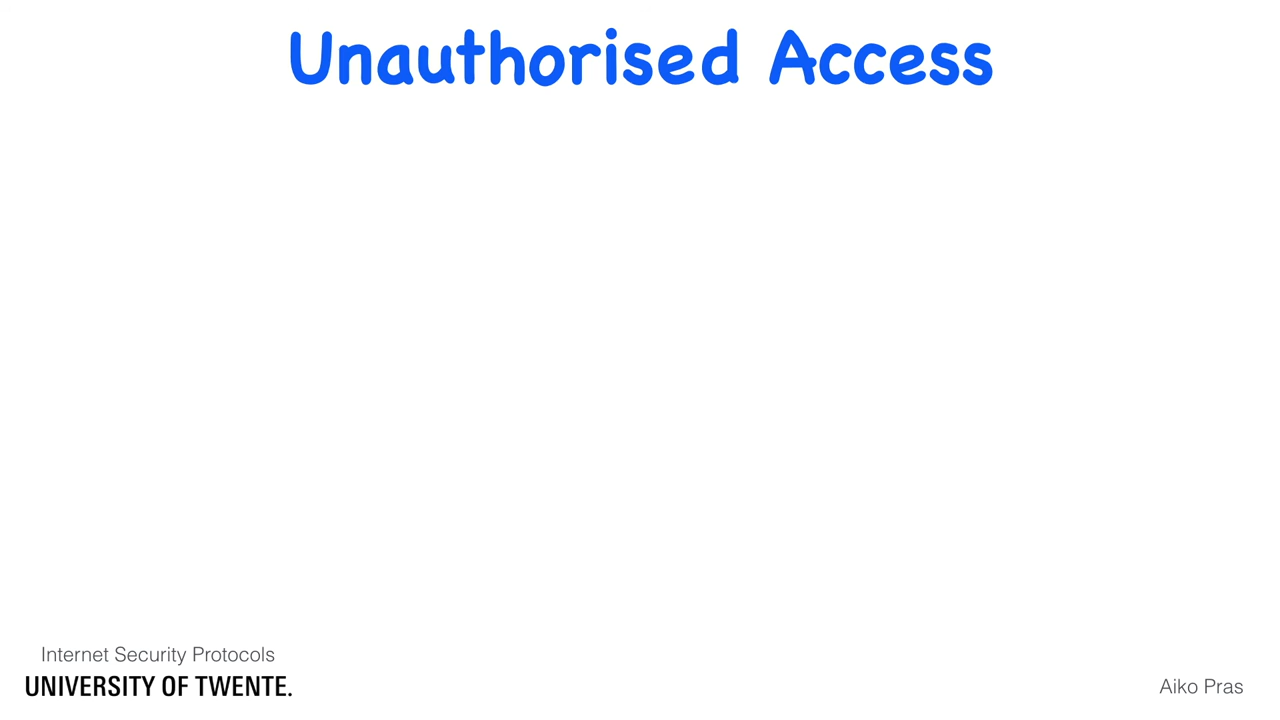 Unauthorised Access
Internet Security Protocols
UNIVERSITY OF TWENTE.
Aiko Pras